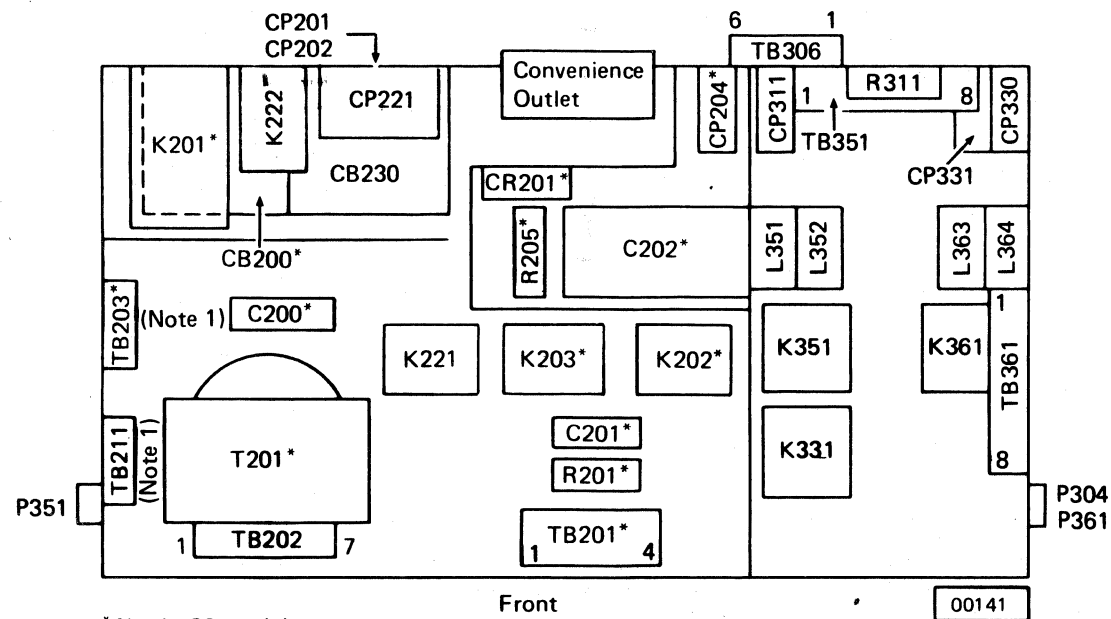 CP201
CP202
6 1
TB306
Convenience
Outlet
K201*
K222*
CP221
CB230
CB200*
CP204*
CP311
1
R311
8
CP330
TB351
CP331
CR201*
R205*
C202*
L351
L352
L363
L364
TB203*
(Note 1)
C200*
K221
K203*
K202*
K351
K361
1
TB361
8
TB211
(Note 1)
T201*
C201*
R201*
K331
P351
P304
P361
1
TB202
7
TB201*
1 4
Front
00141